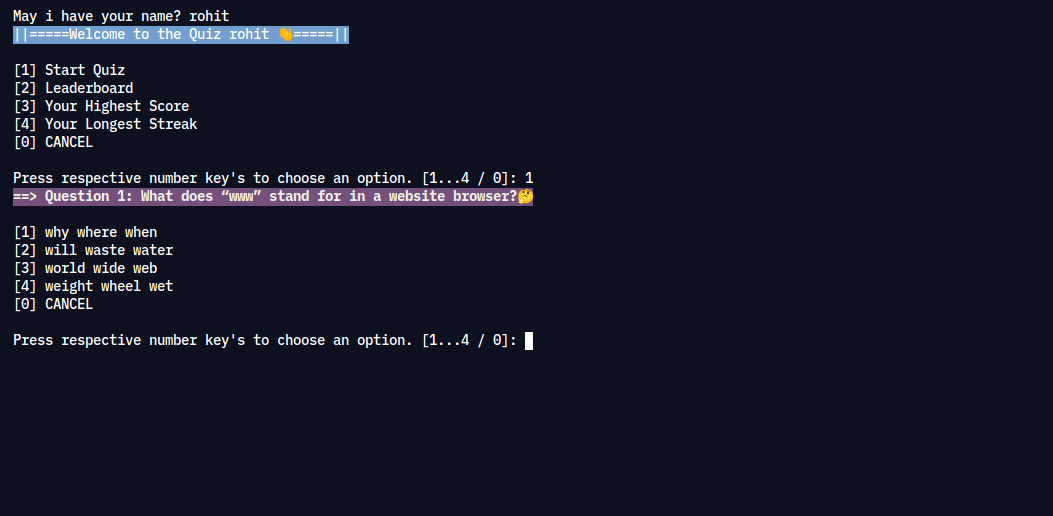 May i have your name? rohit
||=====Welcome to the Quiz rohit 👋=====||
[1] Start Quiz
[2] Leaderboard
[3] Your Highest Score
[4] Your Longest Streak
[0] CANCEL
Press respective number key's to choose an option. [1...4 / 0]: 1
==> Question 1: What does “www” stand for in a website browser?🤔
[1] why where when
[2] will waste water
[3] world wide web
[4] weight wheel wet
[0] CANCEL
Press respective number key's to choose an option. [1...4 / 0]: